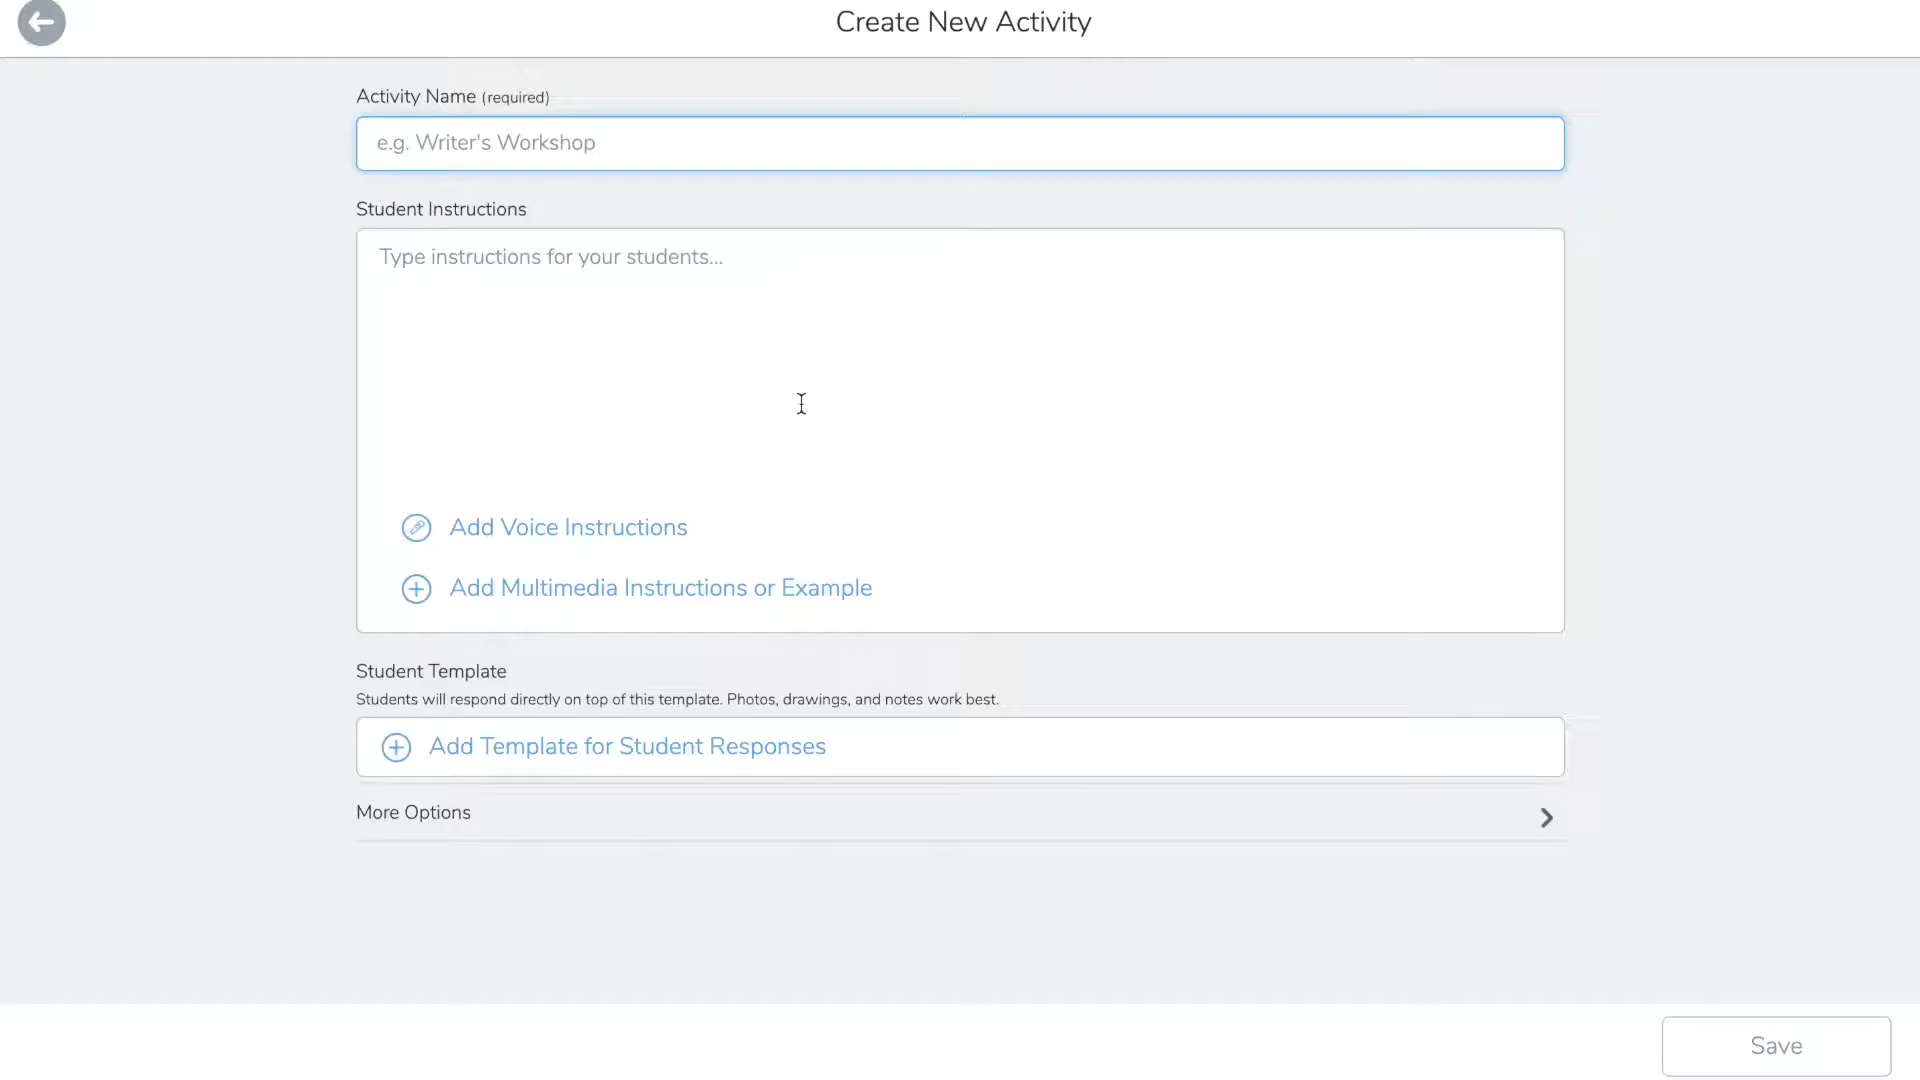 Create New Activity
Activity Name (required)
e.g. Writer's Workshop
Student Instructions
Type instructions for your students...
Add Voice Instructions
Add Multimedia Instructions or Example
Student Template
Students will respond directly on top of this template. Photos, drawings, and notes work best.
Add Template for Student Responses
More Options
Save